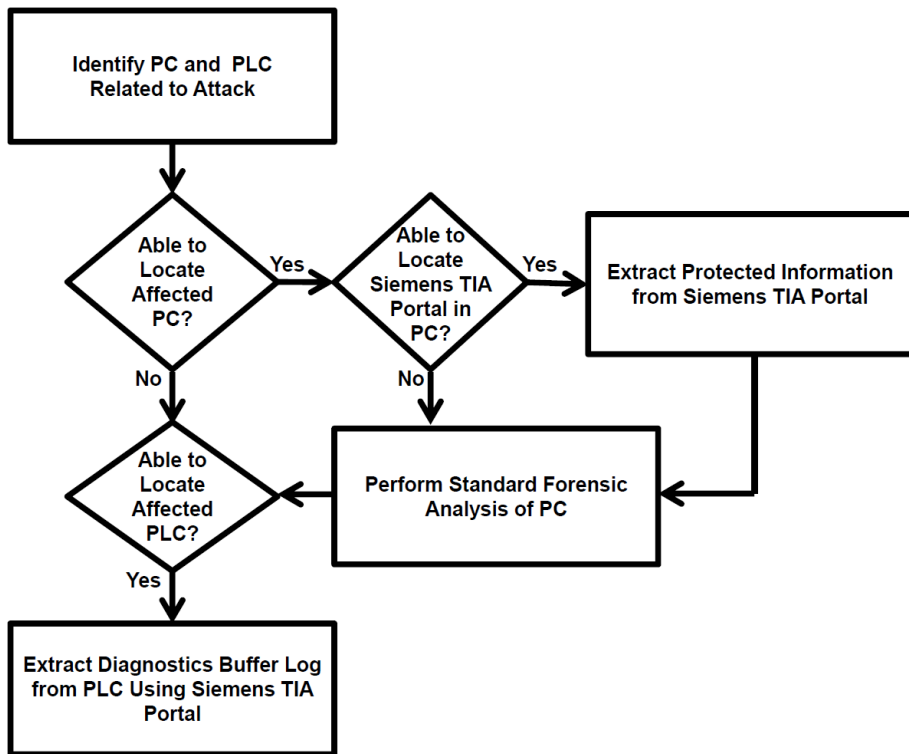 Identify PC and PLC
Related to Attack
Able to
Locate
Affected
PC?
Yes
Able to
Locate
Siemens TIA
Portal in
PC?
Yes
Extract Protected Information
from Siemens TIA Portal
No
No
Able to
Locate
Affected
PLC?
Perform Standard Forensic
Analysis of PC
Yes
Extract Diagnostics Buffer Log
from PLC Using Siemens TIA
Portal